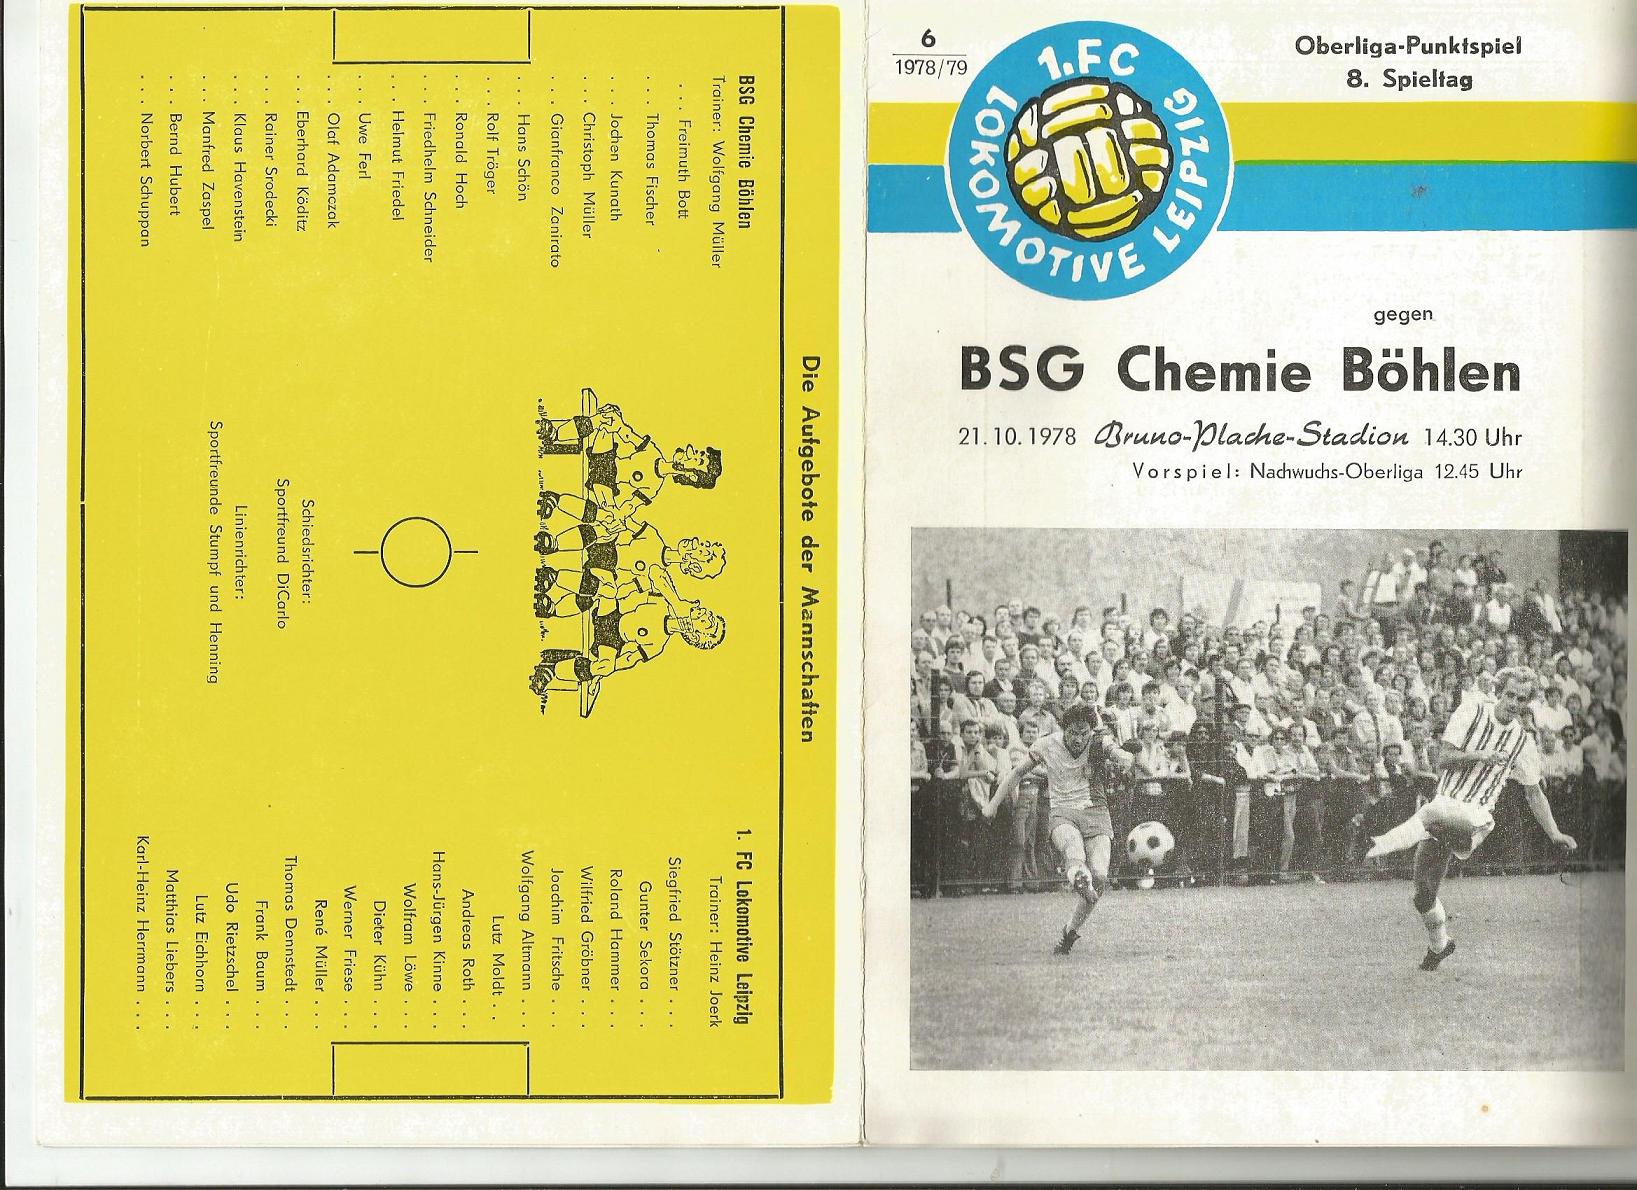 6
1978/79
1. FC LOKOMOTIVE LEIPZIG
Oberliga-Punktspiel
8. Spieltag
gegen
BSG Chemie Böhlen
21. 10. 1978 Bruno-Plache-Stadion 14.30 Uhr
Vorspiel: Nachwuchs-Oberliga 12.45 Uhr
Die Aufgebote der Mannschaften
BSG Chemie Böhlen
Trainer: Wolfgang Müller
. . . Freimuth Bott
. . . Thomas Fischer
. . . Jochen Kunath
. . . Christoph Müller
. . . Gianfranco Zanirato
. . . Hans Schön
. . . Rolf Tröger
. . . Ronald Hoch
. . . Friedhelm Schneider
. . . Helmut Friedel
. . . Uwe Ferl
. . . Olaf Adamczak
. . . Eberhard Köditz
. . . Rainer Srodecki
. . . Klaus Havenstein
. . . Manfred Zaspel
. . . Bernd Hubert
. . . Norbert Schuppan
Schiedsrichter:
Sportfreund DiCarlo
Linienrichter:
Sportfreunde Stumpf und Henning
1. FC Lokomotive Leipzig
Trainer: Heinz Joerk
Siegfried Stötzner . . .
Gunter Sekora . . .
Roland Hammer . . .
Wilfried Gröbner . . .
Joachim Fritsche . . .
Wolfgang Altmann . . .
Lutz Moldt . . .
Andreas Roth . . .
Hans-Jürgen Kinne . . .
Wolfram Löwe . . .
Dieter Kühn . . .
Werner Friese . . .
René Müller . . .
Thomas Dennstedt . . .
Frank Baum . . .
Udo Rietzschel . . .
Lutz Eichhorn . . .
Matthias Liebers . . .
Karl-Heinz Herrmann . . .